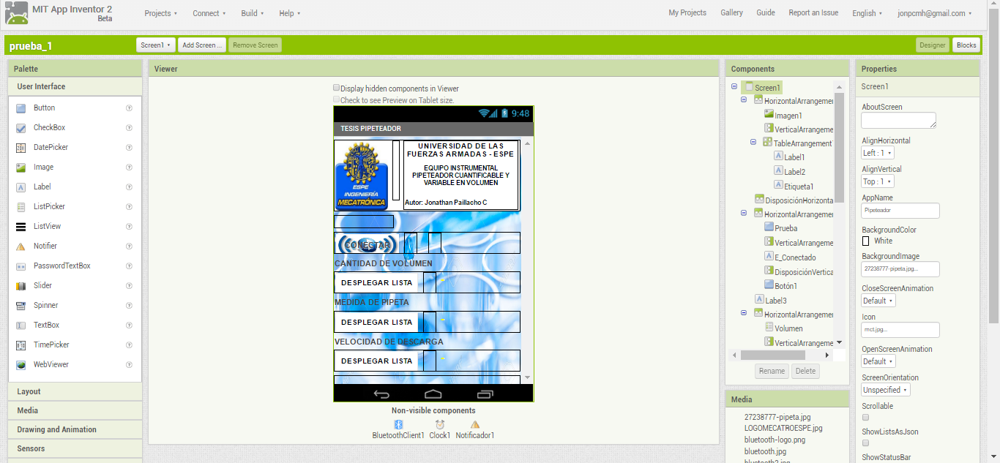 MIT App Inventor 2
Beta
Projects
Connect
Build
Help
My Projects
Gallery
Guide
Report an Issue
English
jonpcmh@gmail.com
prueba_1
Screen1
Add Screen ...
Remove Screen
Designer
Blocks
Palette
User Interface
Button
CheckBox
DatePicker
Image
Label
ListPicker
ListView
Notifier
PasswordTextBox
Slider
Spinner
TextBox
TimePicker
WebViewer
Layout
Media
Drawing and Animation
Sensors
Viewer
Display hidden components in Viewer
Check to see Preview on Tablet size.
9:48
TESIS PIPETEADOR
ESPE
INGENIERÍA
MECATRÓNICA
UNIVERSIDAD DE LAS
FUERZAS ARMADAS - ESPE
EQUIPO INSTRUMENTAL
PIPETEADOR CUANTIFICABLE Y
VARIABLE EN VOLUMEN
Autor: Jonathan Paillacho C
CONECTAR
CANTIDAD DE VOLUMEN
DESPLEGAR LISTA
-
MEDIDA DE PIPETA
DESPLEGAR LISTA
-
VELOCIDAD DE DESCARGA
DESPLEGAR LISTA
-
Non-visible components
BluetoothClient1
Clock1
Notificador1
Components
Screen1
HorizontalArrangemer
Imagen1
VerticalArrangeme
TableArrangement
Label1
Label2
Etiqueta1
DisposiciónHorizonta
HorizontalArrangemer
Prueba
VerticalArrangeme
E_Conectado
DisposiciónVertica
Botón1
Label3
HorizontalArrangemer
Volumen
VerticalArrangeme
Rename
Delete
Media
27238777-pipeta.jpg
LOGOMECATROESPE.jpg
bluetooth-logo.png
bluetooth.jpg
bluetooth2.jpg
Properties
Screen1
AboutScreen
AlignHorizontal
Left : 1
AlignVertical
Top : 1
AppName
Pipeteador
BackgroundColor
White
BackgroundImage
27238777-pipeta.jpg...
CloseScreenAnimation
Default
Icon
mct.jpg...
OpenScreenAnimation
Default
ScreenOrientation
Unspecified
Scrollable
ShowListsAsJson
ShowStatusBar